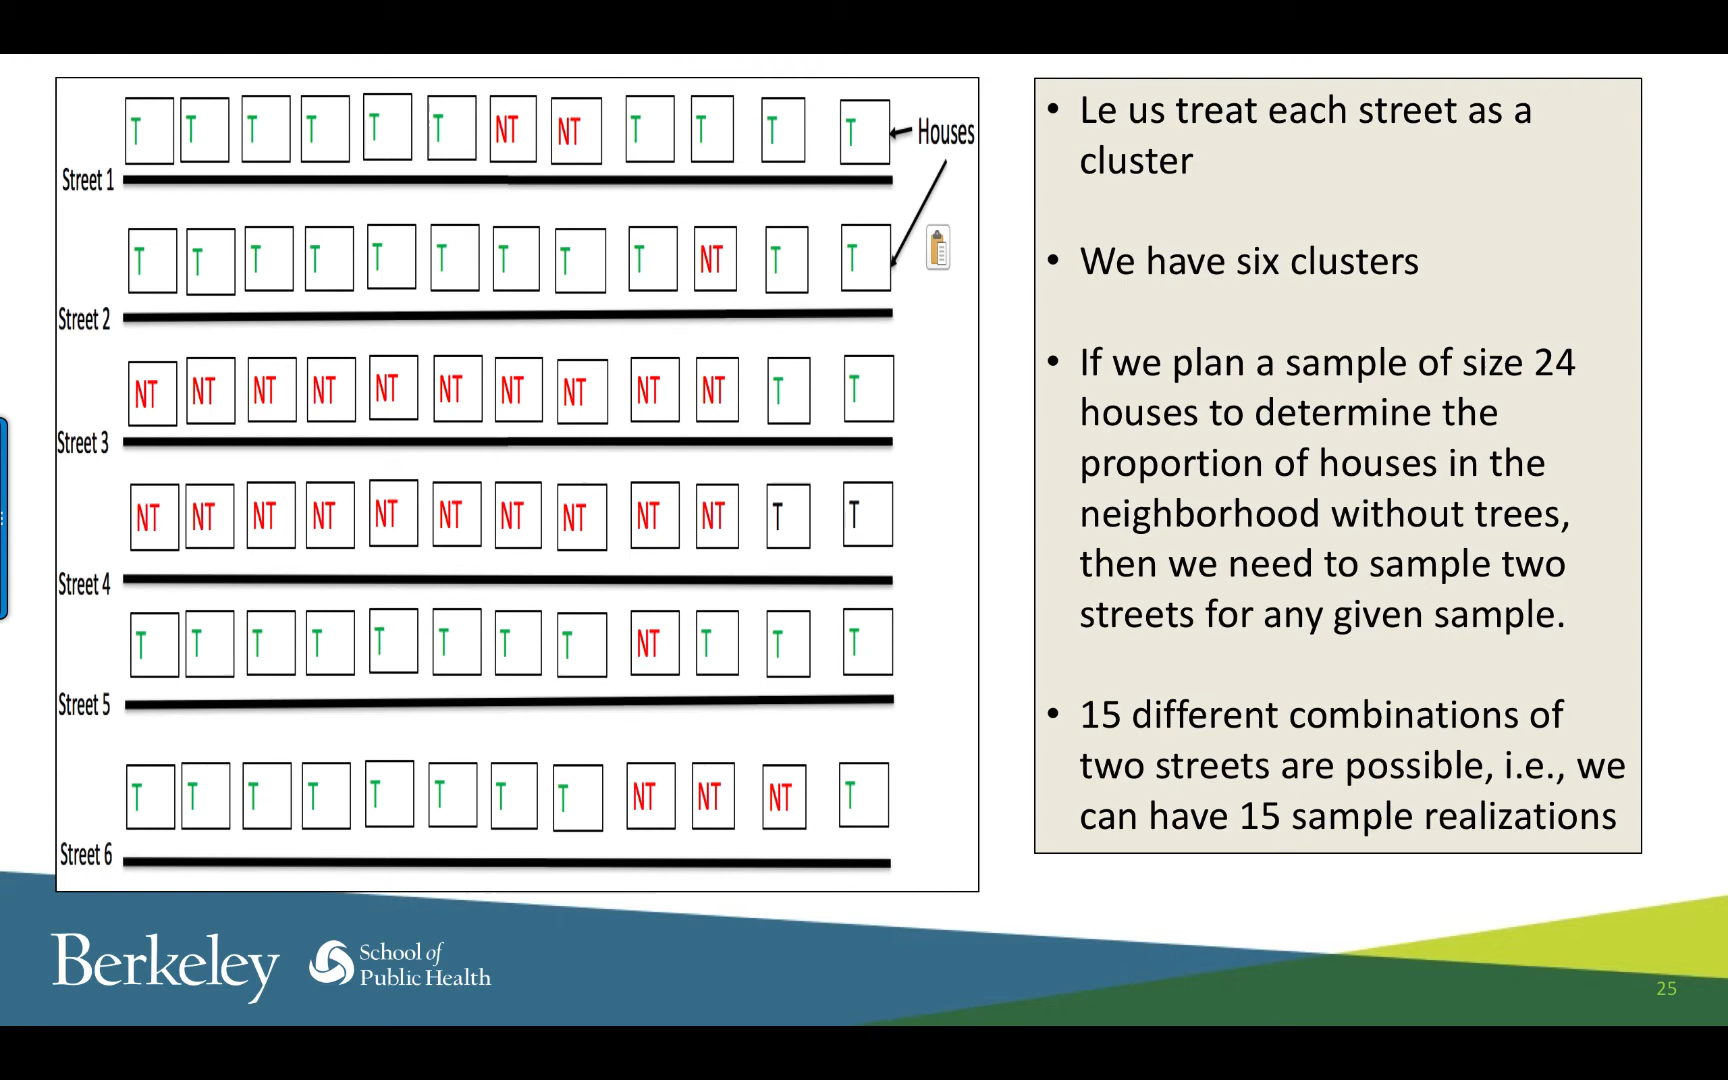 T T T T T T NT NT T T T T
Houses
Street 1
T T T T T T T T T NT T T
Street 2
NT NT NT NT NT NT NT NT NT NT T T
Street 3
NT NT NT NT NT NT NT NT NT NT T T
Street 4
T T T T T T T T NT T T T
Street 5
T T T T T T T T NT NT NT T
Street 6
• Le us treat each street as a
cluster
• We have six clusters
• If we plan a sample of size 24
houses to determine the
proportion of houses in the
neighborhood without trees,
then we need to sample two
streets for any given sample.
• 15 different combinations of
two streets are possible, i.e., we
can have 15 sample realizations
Berkeley
School of
Public Health
25